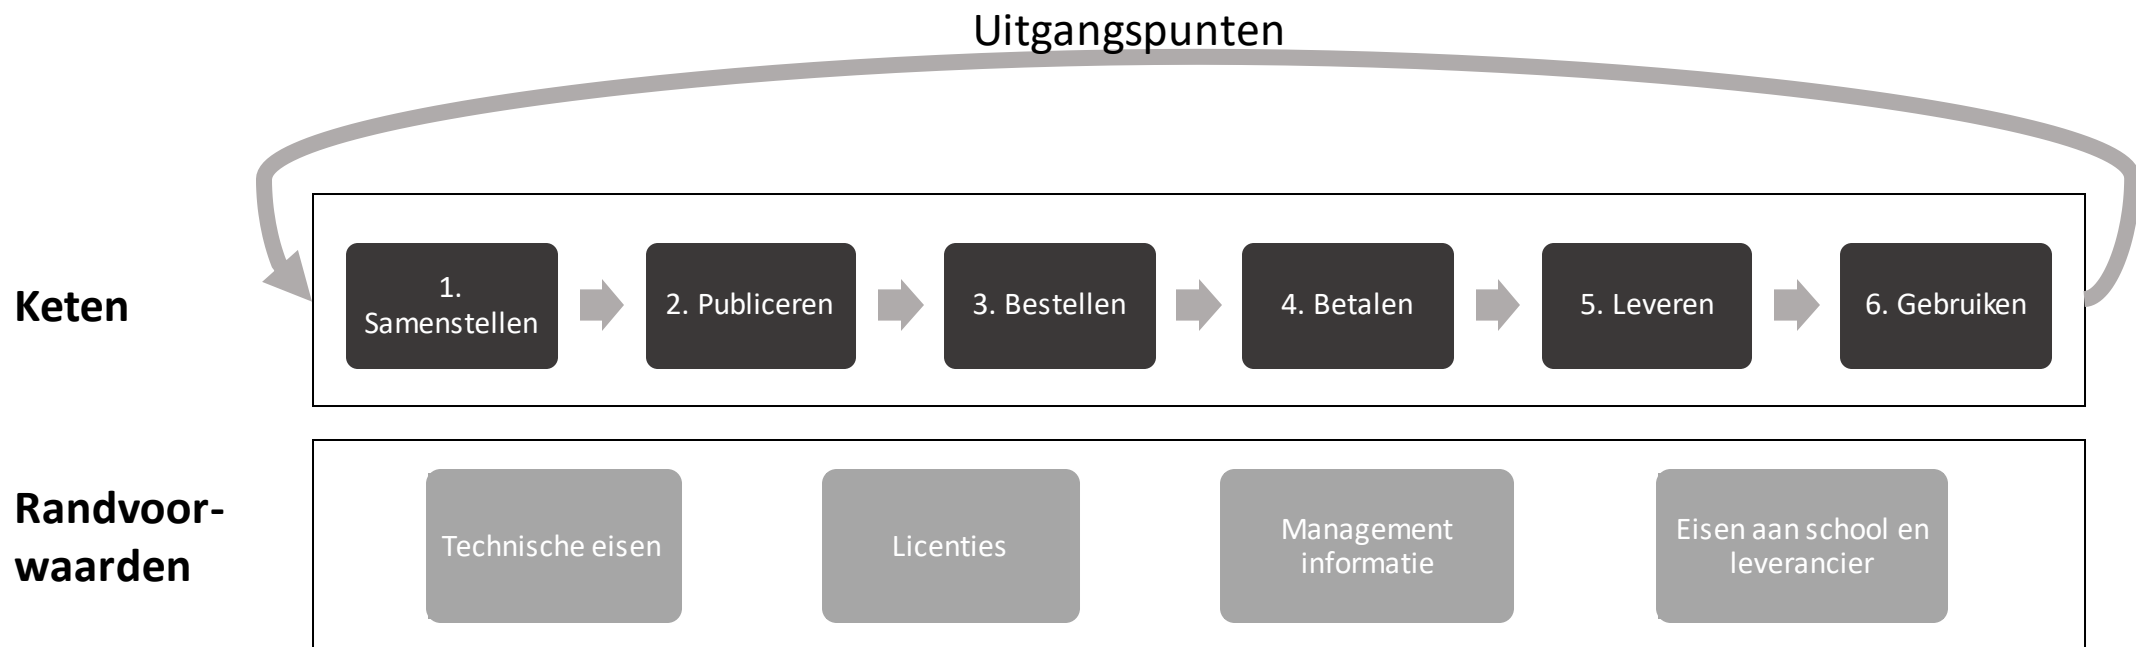 Uitgangspunten
Keten
1.
Samenstellen
2. Publiceren
3. Bestellen
4. Betalen
5. Leveren
6. Gebruiken
Randvoor-
waarden
Technische eisen
Licenties
Management
informatie
Eisen aan school en
leverancier